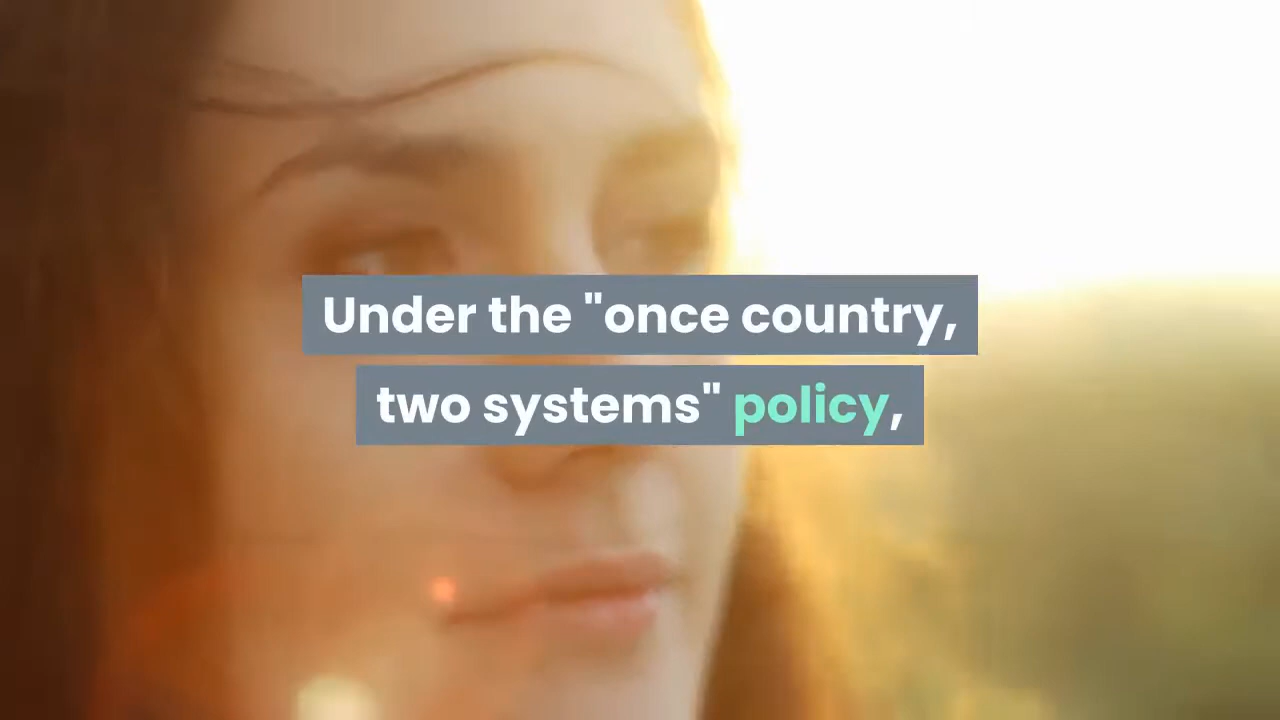 Under the "once country,
two systems" policy,